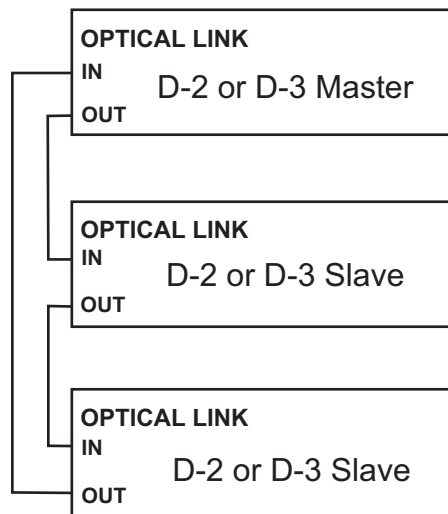 OPTICAL LINK
IN
D-2 or D-3 Master
OUT
OPTICAL LINK
IN
D-2 or D-3 Slave
OUT
OPTICAL LINK
IN
D-2 or D-3 Slave
OUT